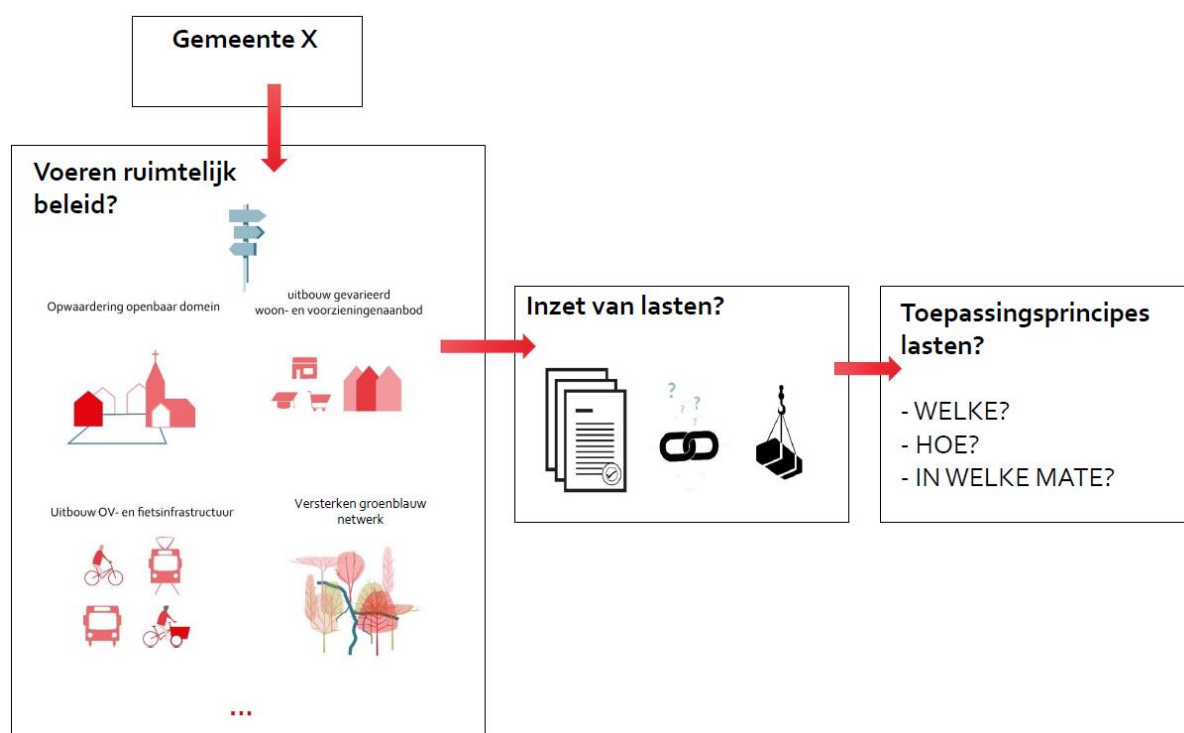 Gemeente X
Voeren ruimtelijk
beleid?
Opwaardering openbaar domein
uitbouw gevarieerd
woon- en voorzieningenaanbod
Uitbouw OV- en fietsinfrastructuur
Versterken groenblauw
netwerk
...
Inzet van lasten?
?
?
?
Toepassingsprincipes
lasten?
- WELKE?
- HOE?
- IN WELKE MATE?